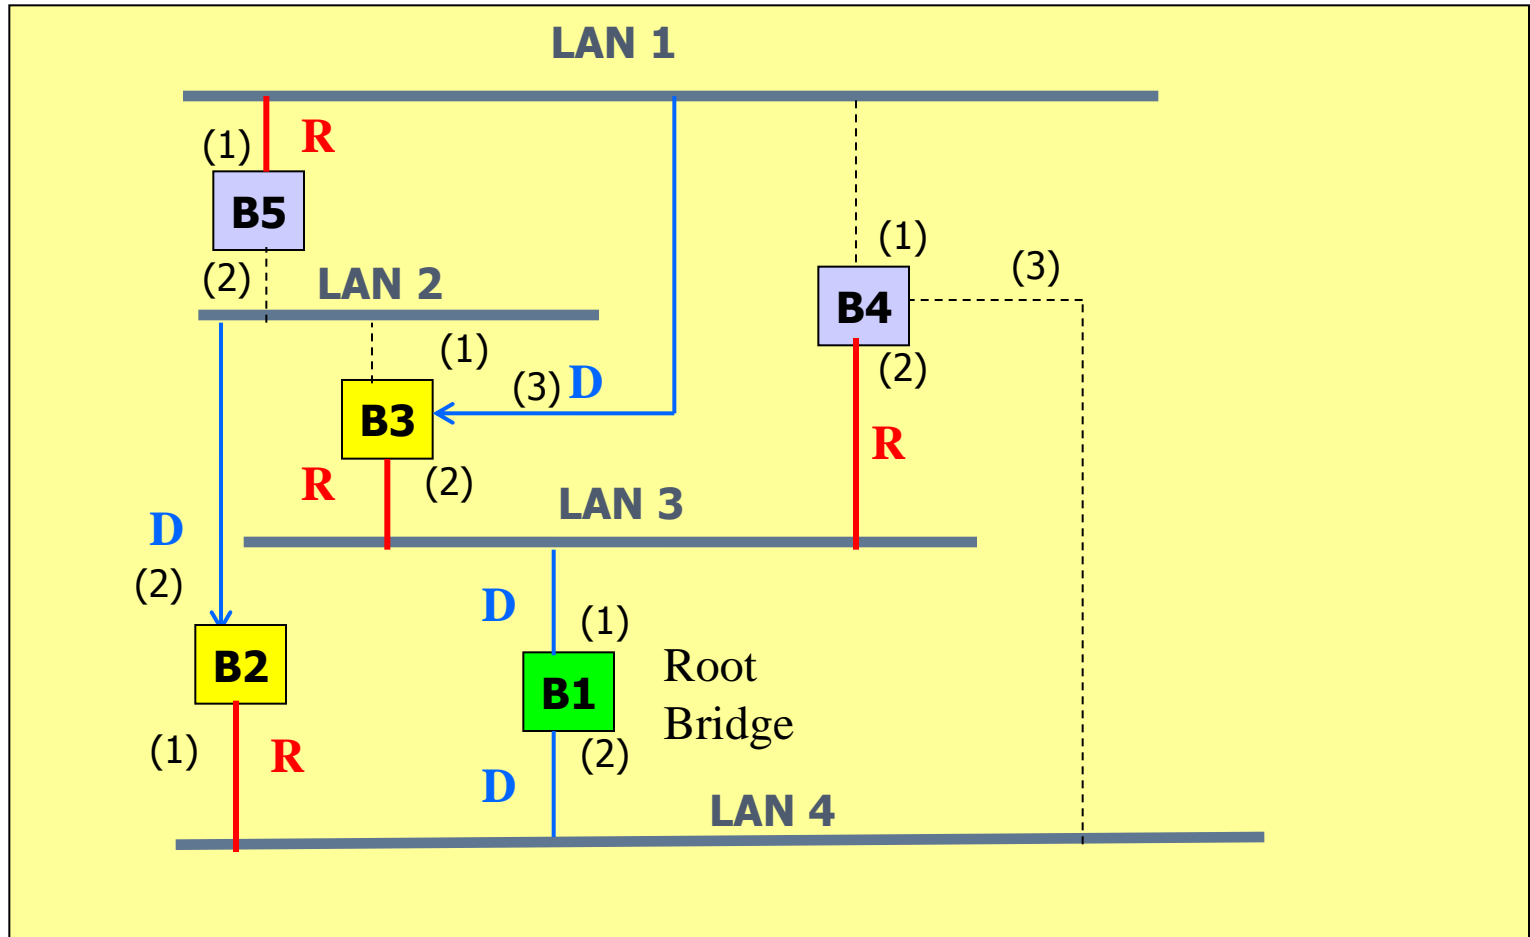 LAN 1
R
(1)
B5
(2)
LAN 2
(1)
(3)
B4
(1)
(3) D
(2)
B3
R
R
(2)
LAN 3
D
(2)
D
(1)
B2
B1
Root
Bridge
(1)
R
(2)
D
LAN 4